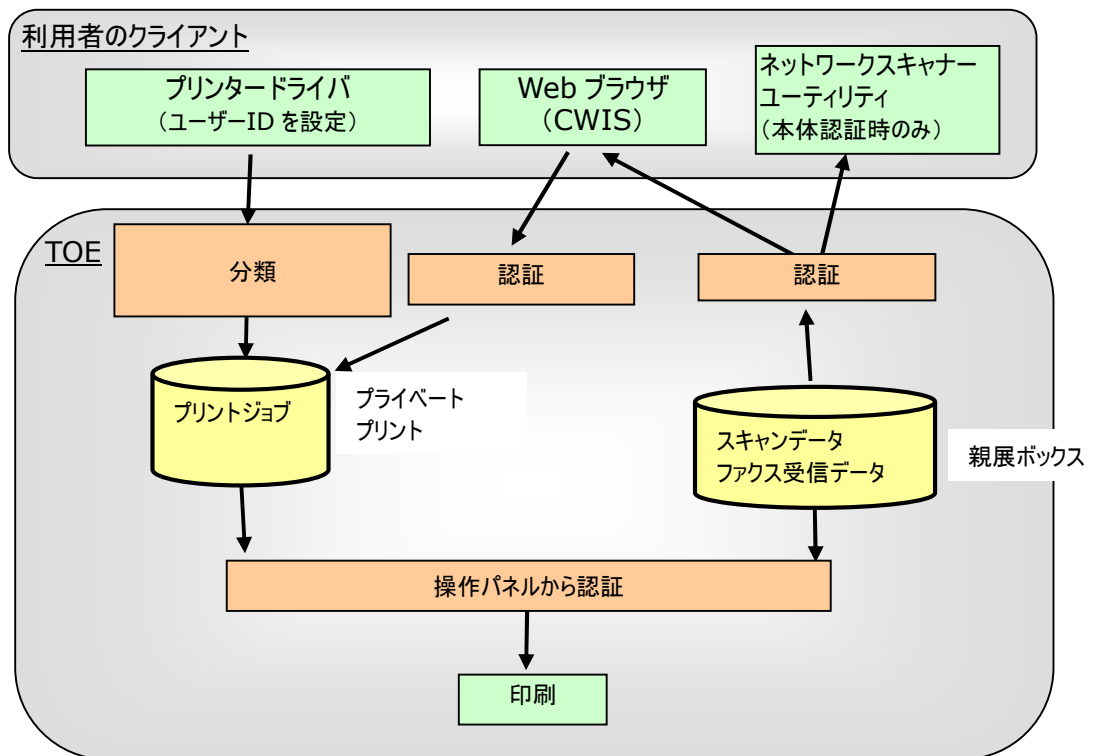 利用者のクライアント
プリンタードライバ
（ユーザーID を設定）
Web ブラウザ
（CWIS）
ネットワークスキャナー
ユーティリティ
（本体認証時のみ）
TOE
分類
認証
認証
プリントジョブ
プライベート
プリント
スキャンデータ
ファクス受信データ
親展ボックス
操作パネルから認証
印刷